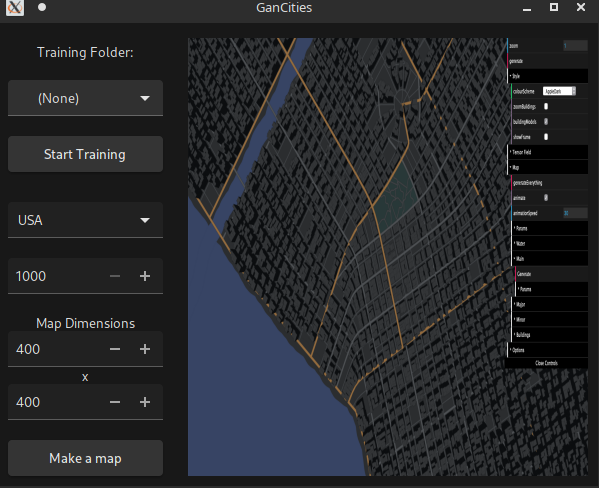 GanCities
Training Folder:
(None)
Start Training
USA
1000
Map Dimensions
400
x
400
Make a map
zoom
generate
Style
colourScheme AppleDark
zoomBuildings
buildingModels
showFrame
Tensor Field
Map
generateEverything
animate
animationSpeed
Params
Water
Main
Generate
Params
Major
Minor
Buildings
Options
Close Controls